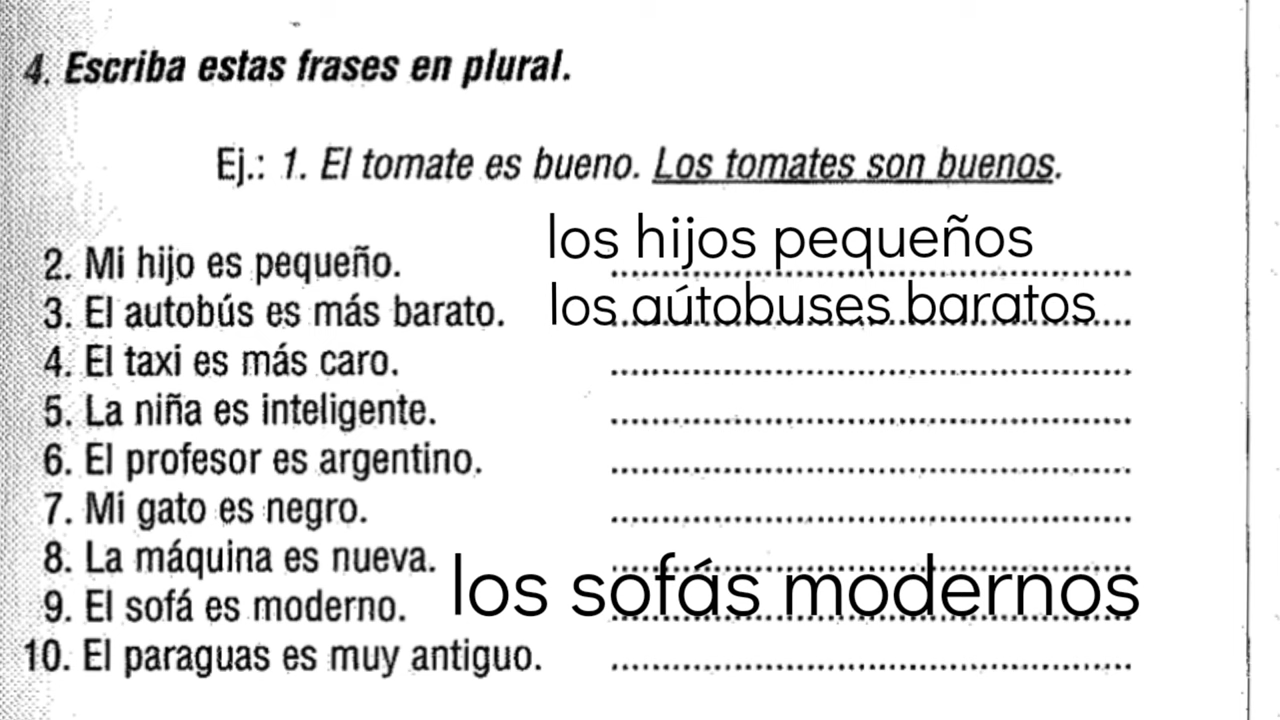 4. Escriba estas frases en plural.
Ej.: 1. El tomate es bueno. Los tomates son buenos.
2. Mi hijo es pequeño. los hijos pequeños
3. El autobús es más barato. los aútobuses baratos
4. El taxi es más caro.
5. La niña es inteligente.
6. El profesor es argentino.
7. Mi gato es negro.
8. La máquina es nueva.
9. El sofá es moderno. los sofás modernos
10. El paraguas es muy antiguo.